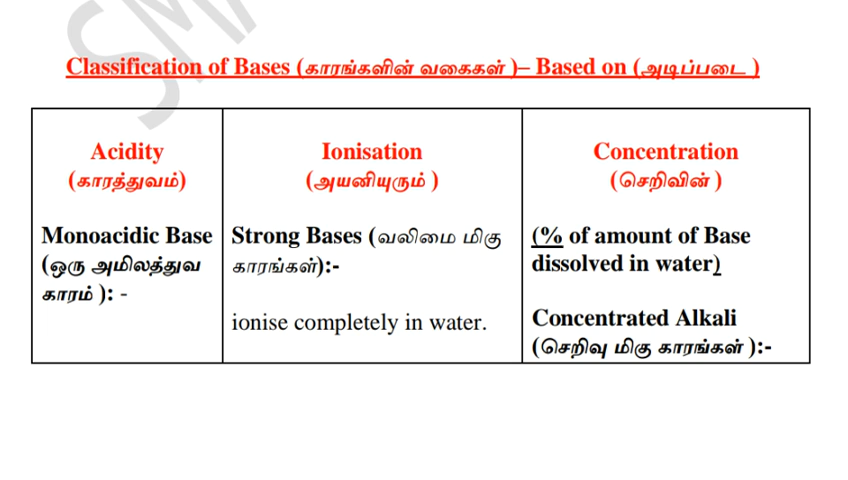 Classification of Bases (காரங்களின் வகைகள் )– Based on (அடிப்படை )
Acidity
(காரத்துவம்)
Monoacidic Base
(ஒரு அமிலத்துவ
காரம் ): -
Ionisation
(அயனியுரும் )
Strong Bases (வலிமை மிகு
காரங்கள்):-
ionise completely in water.
Concentration
(செறிவின் )
(% of amount of Base
dissolved in water)
Concentrated Alkali
(செறிவு மிகு காரங்கள் ):-